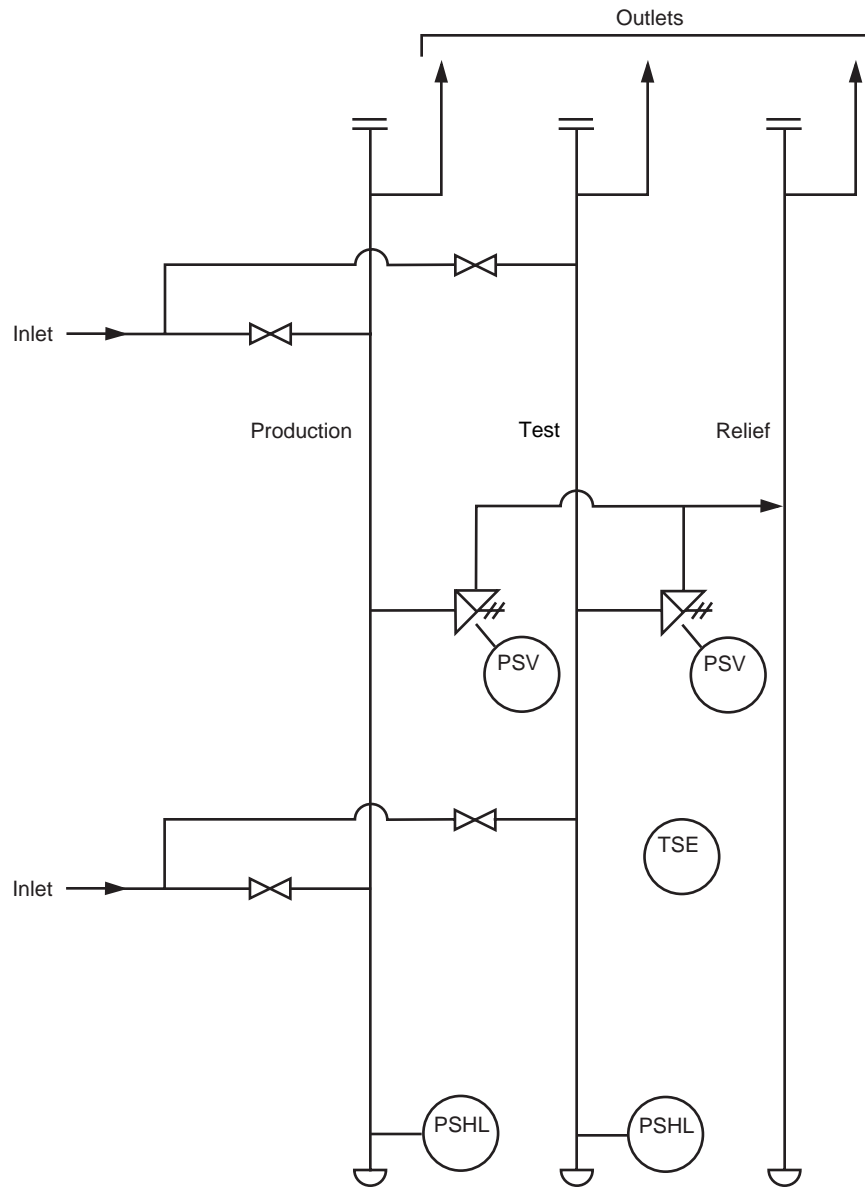 Outlets
Inlet
Production
Test
Relief
PSV
PSV
TSE
Inlet
PSHL
PSHL